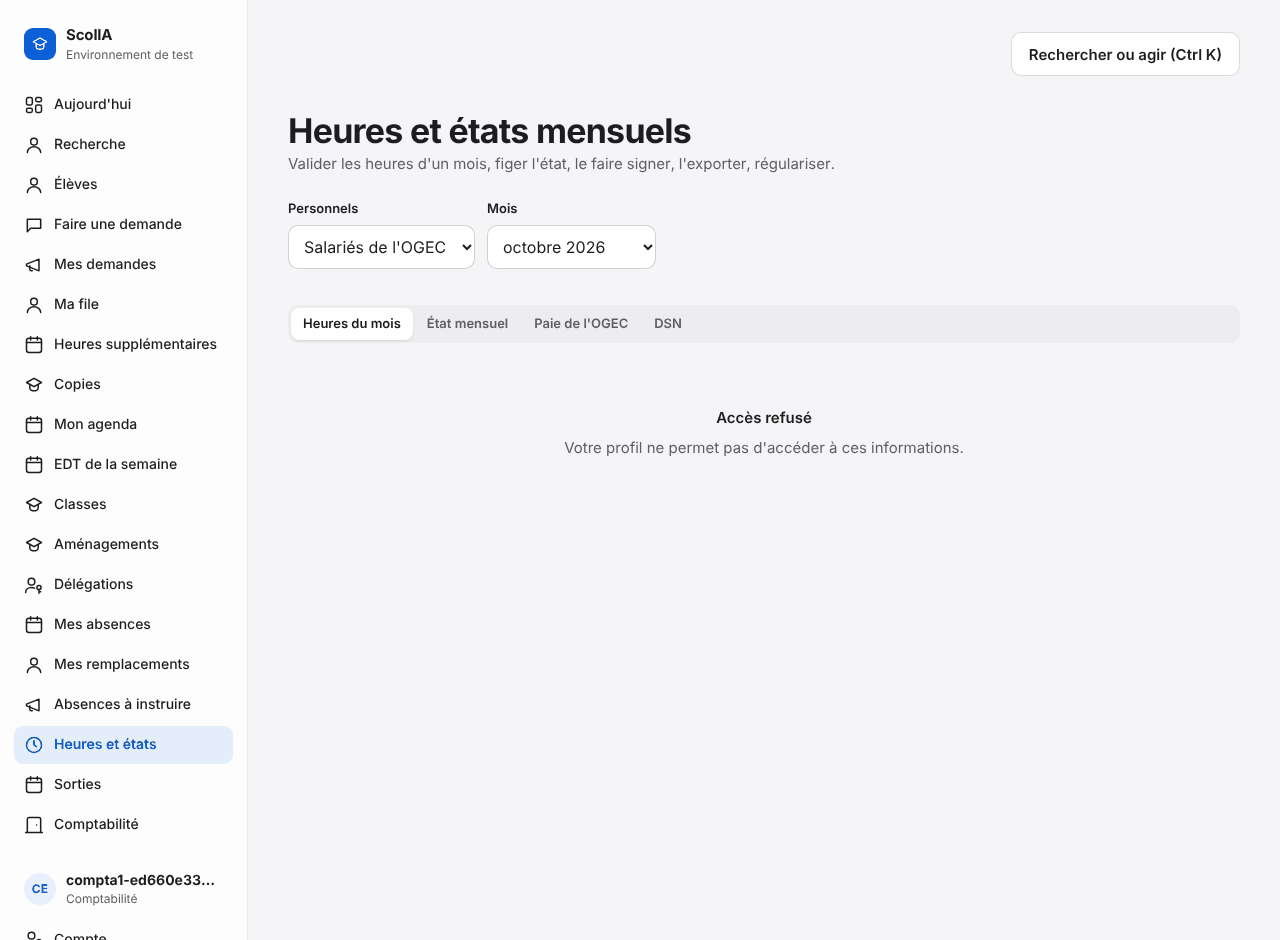 ScolIA
Environnement de test
Aujourd'hui
Recherche
Élèves
Faire une demande
Mes demandes
Ma file
Heures supplémentaires
Copies
Mon agenda
EDT de la semaine
Classes
Aménagements
Délégations
Mes absences
Mes remplacements
Absences à instruire
Heures et états
Sorties
Comptabilité
CE
compta1-ed660e33...
Comptabilité
Compte
Rechercher ou agir (Ctrl K)
Heures et états mensuels
Valider les heures d'un mois, figer l'état, le faire signer, l'exporter, régulariser.
Personnels Mois
Salariés de l'OGEC octobre 2026
Heures du mois État mensuel Paie de l'OGEC DSN
Accès refusé
Votre profil ne permet pas d'accéder à ces informations.